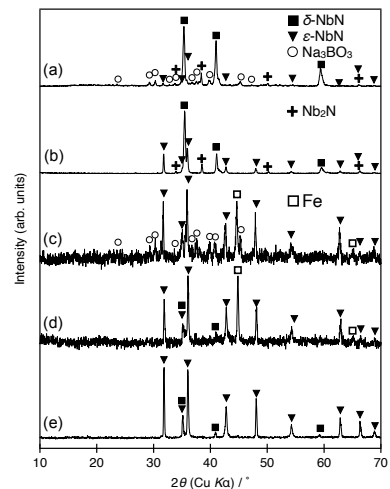 δ-NbN
ε-NbN
Na₃BO₃
(a)
Nb₂N
(b)
Fe
(c)
(d)
(e)
Intensity (arb. units)
10 20 30 40 50 60 70
2θ (Cu Kα) / °